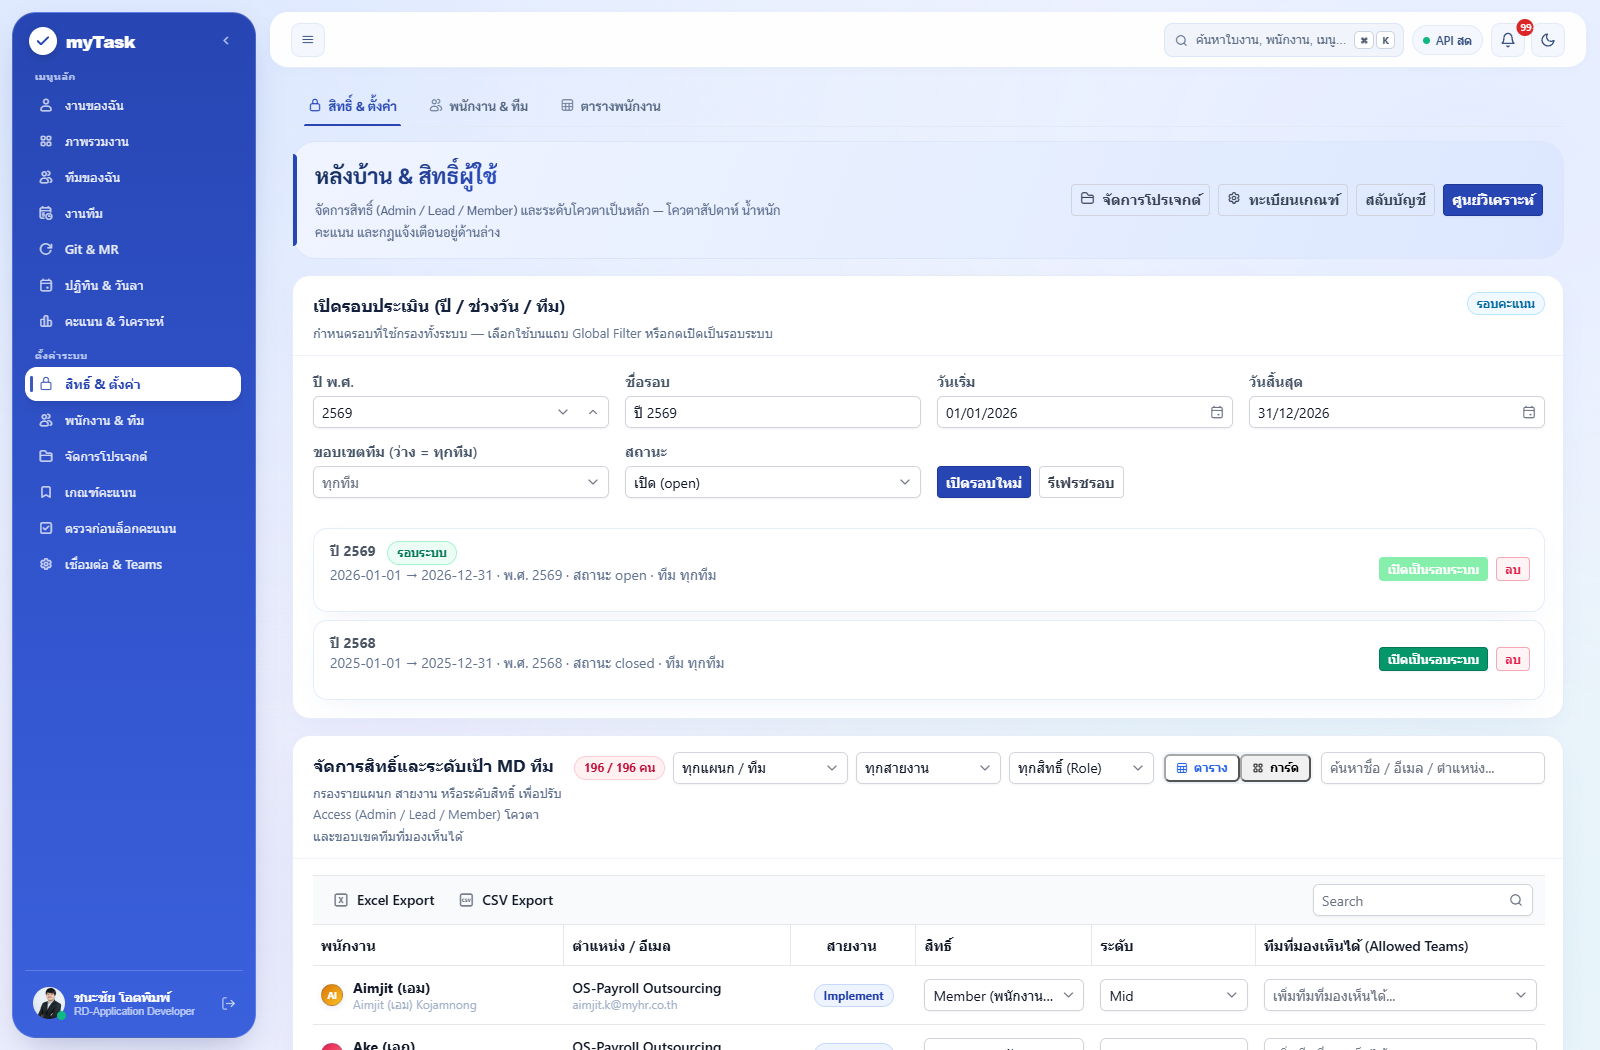 myTask
เมนูหลัก
งานของฉัน
ภาพรวมงาน
ทีมของฉัน
งานทีม
Git & MR
ปฏิทิน & วันลา
คะแนน & วิเคราะห์
ตั้งค่าระบบ
สิทธิ์ & ตั้งค่า
พนักงาน & ทีม
จัดการโปรเจกต์
เกณฑ์คะแนน
ตรวจก่อนล็อกคะแนน
เชื่อมต่อ & Teams
ชนะชัย โอตพิมพ์
RD-Application Developer
ค้นหาใบงาน, พนักงาน, เมนู... ⌘ K
API สด
99
สิทธิ์ & ตั้งค่า พนักงาน & ทีม ตารางพนักงาน
หลังบ้าน & สิทธิ์ผู้ใช้
จัดการสิทธิ์ (Admin / Lead / Member) และระดับโควตาเป็นหลัก — โควตาสัปดาห์ น้ำหนัก
คะแนน และกฎแจ้งเตือนอยู่ด้านล่าง
จัดการโปรเจกต์ ทะเบียนเกณฑ์ สลับบัญชี ศูนย์วิเคราะห์
เปิดรอบประเมิน (ปี / ช่วงวัน / ทีม)
กำหนดรอบที่ใช้กรองทั้งระบบ — เลือกใช้บนแถบ Global Filter หรือกดเปิดเป็นรอบระบบ
รอบคะแนน
ปี พ.ศ. ชื่อรอบ วันเริ่ม วันสิ้นสุด
2569 ปี 2569 01/01/2026 31/12/2026
ขอบเขตทีม (ว่าง = ทุกทีม) สถานะ
ทุกทีม เปิด (open) เปิดรอบใหม่ รีเฟรชรอบ
ปี 2569 รอบระบบ
2026-01-01 → 2026-12-31 · พ.ศ. 2569 · สถานะ open · ทีม ทุกทีม
เปิดเป็นรอบระบบ ลบ
ปี 2568
2025-01-01 → 2025-12-31 · พ.ศ. 2568 · สถานะ closed · ทีม ทุกทีม
เปิดเป็นรอบระบบ ลบ
จัดการสิทธิ์และระดับเป้า MD ทีม
กรองรายแผนก สายงาน หรือระดับสิทธิ์ เพื่อปรับ
Access (Admin / Lead / Member) โควตา
และขอบเขตทีมที่มองเห็นได้
196 / 196 คน ทุกแผนก / ทีม ทุกสายงาน ทุกสิทธิ์ (Role) ตาราง การ์ด ค้นหาชื่อ / อีเมล / ตำแหน่ง...
Excel Export CSV Export Search
พนักงาน ตำแหน่ง / อีเมล สายงาน สิทธิ์ ระดับ ทีมที่มองเห็นได้ (Allowed Teams)
AI Aimjit (เอม) OS-Payroll Outsourcing Implement Member (พนักงาน... Mid เพิ่มทีมที่มองเห็นได้...
Aimjit (เอม) Kojamnong aimjit.k@myhr.co.th
Ake (เอก) OS-Payroll Outsourcing